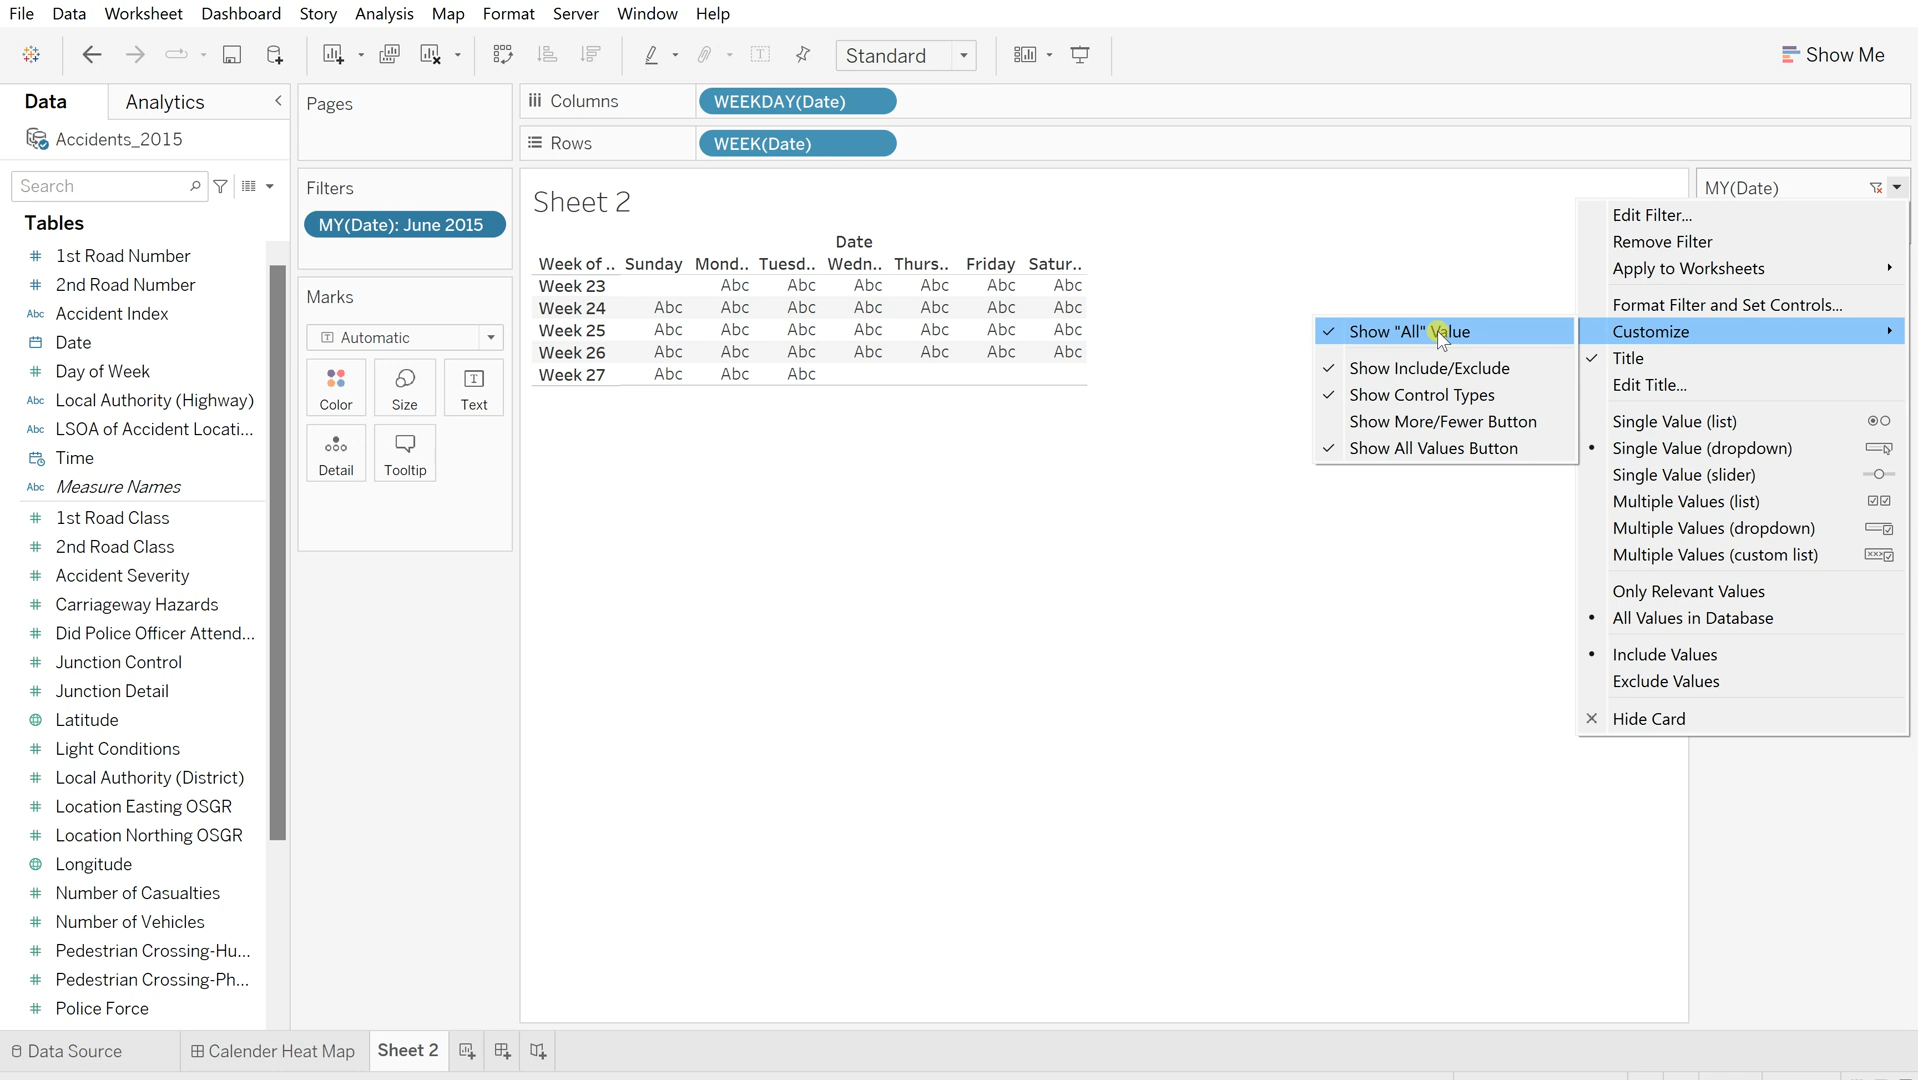 File Data Worksheet Dashboard Story Analysis Map Format Server Window Help
Standard
Show Me
Data
Analytics
Accidents_2015
Search
Tables
1st Road Number
2nd Road Number
Abc Accident Index
Date
Day of Week
Abc Local Authority (Highway)
Abc LSOA of Accident Locati...
Time
Abc Measure Names
1st Road Class
2nd Road Class
Accident Severity
Carriageway Hazards
Did Police Officer Attend...
Junction Control
Junction Detail
Latitude
Light Conditions
Local Authority (District)
Location Easting OSGR
Location Northing OSGR
Longitude
Number of Casualties
Number of Vehicles
Pedestrian Crossing-Hu...
Pedestrian Crossing-Ph...
Police Force
Pages
Filters
MY(Date): June 2015
Marks
Automatic
Color Size Text
Detail Tooltip
Columns WEEKDAY(Date)
Rows WEEK(Date)
Sheet 2
Date
Week of .. Sunday Mond.. Tuesd.. Wedn.. Thurs.. Friday Satur..
Week 23 Abc Abc Abc Abc Abc Abc
Week 24 Abc Abc Abc Abc Abc Abc Abc
Week 25 Abc Abc Abc Abc Abc Abc Abc
Week 26 Abc Abc Abc Abc Abc Abc Abc
Week 27 Abc Abc Abc
MY(Date)
Edit Filter...
Remove Filter
Apply to Worksheets
Format Filter and Set Controls...
Customize
Title
Edit Title...
Single Value (list)
Single Value (dropdown)
Single Value (slider)
Multiple Values (list)
Multiple Values (dropdown)
Multiple Values (custom list)
Only Relevant Values
All Values in Database
Include Values
Exclude Values
Hide Card
Show "All" Value
Show Include/Exclude
Show Control Types
Show More/Fewer Button
Show All Values Button
Data Source
Calender Heat Map
Sheet 2